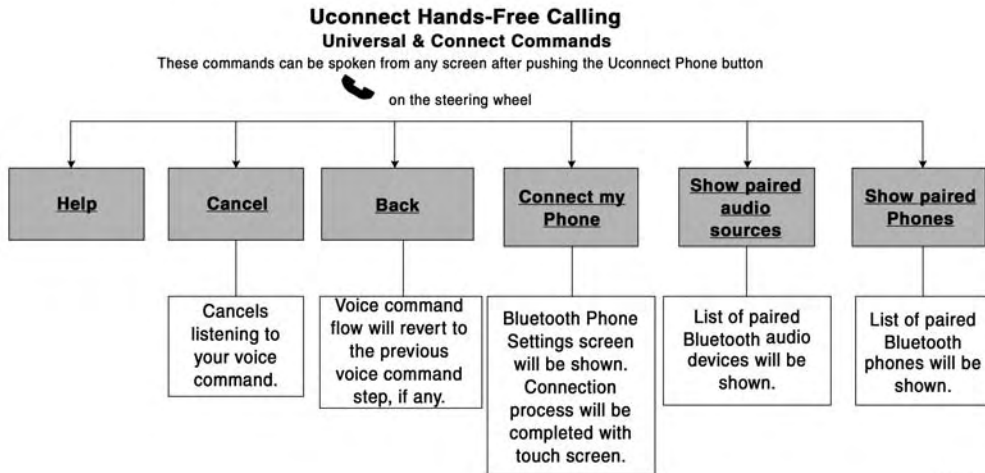 Uconnect Hands-Free Calling
Universal & Connect Commands
These commands can be spoken from any screen after pushing the Uconnect Phone button
on the steering wheel
Help
Cancel
Back
Connect my
Phone
Show paired
audio
sources
Show paired
Phones
Cancels
listening to
your voice
command.
Voice command
flow will revert to
the previous
voice command
step, if any.
Bluetooth Phone
Settings screen
will be shown.
Connection
process will be
completed with
touch screen.
List of paired
Bluetooth audio
devices will be
shown.
List of paired
Bluetooth
phones will be
shown.